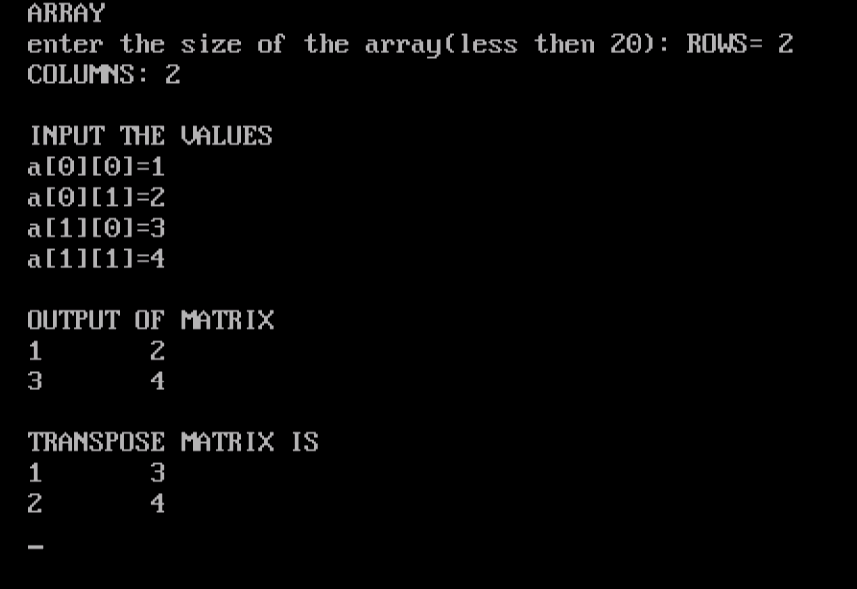 ARRAY
enter the size of the array(less then 20): ROWS= 2
COLUMNS: 2
INPUT THE VALUES
a[0][0]=1
a[0][1]=2
a[1][0]=3
a[1][1]=4
OUTPUT OF MATRIX
1 2
3 4
TRANSPOSE MATRIX IS
1 3
2 4
_